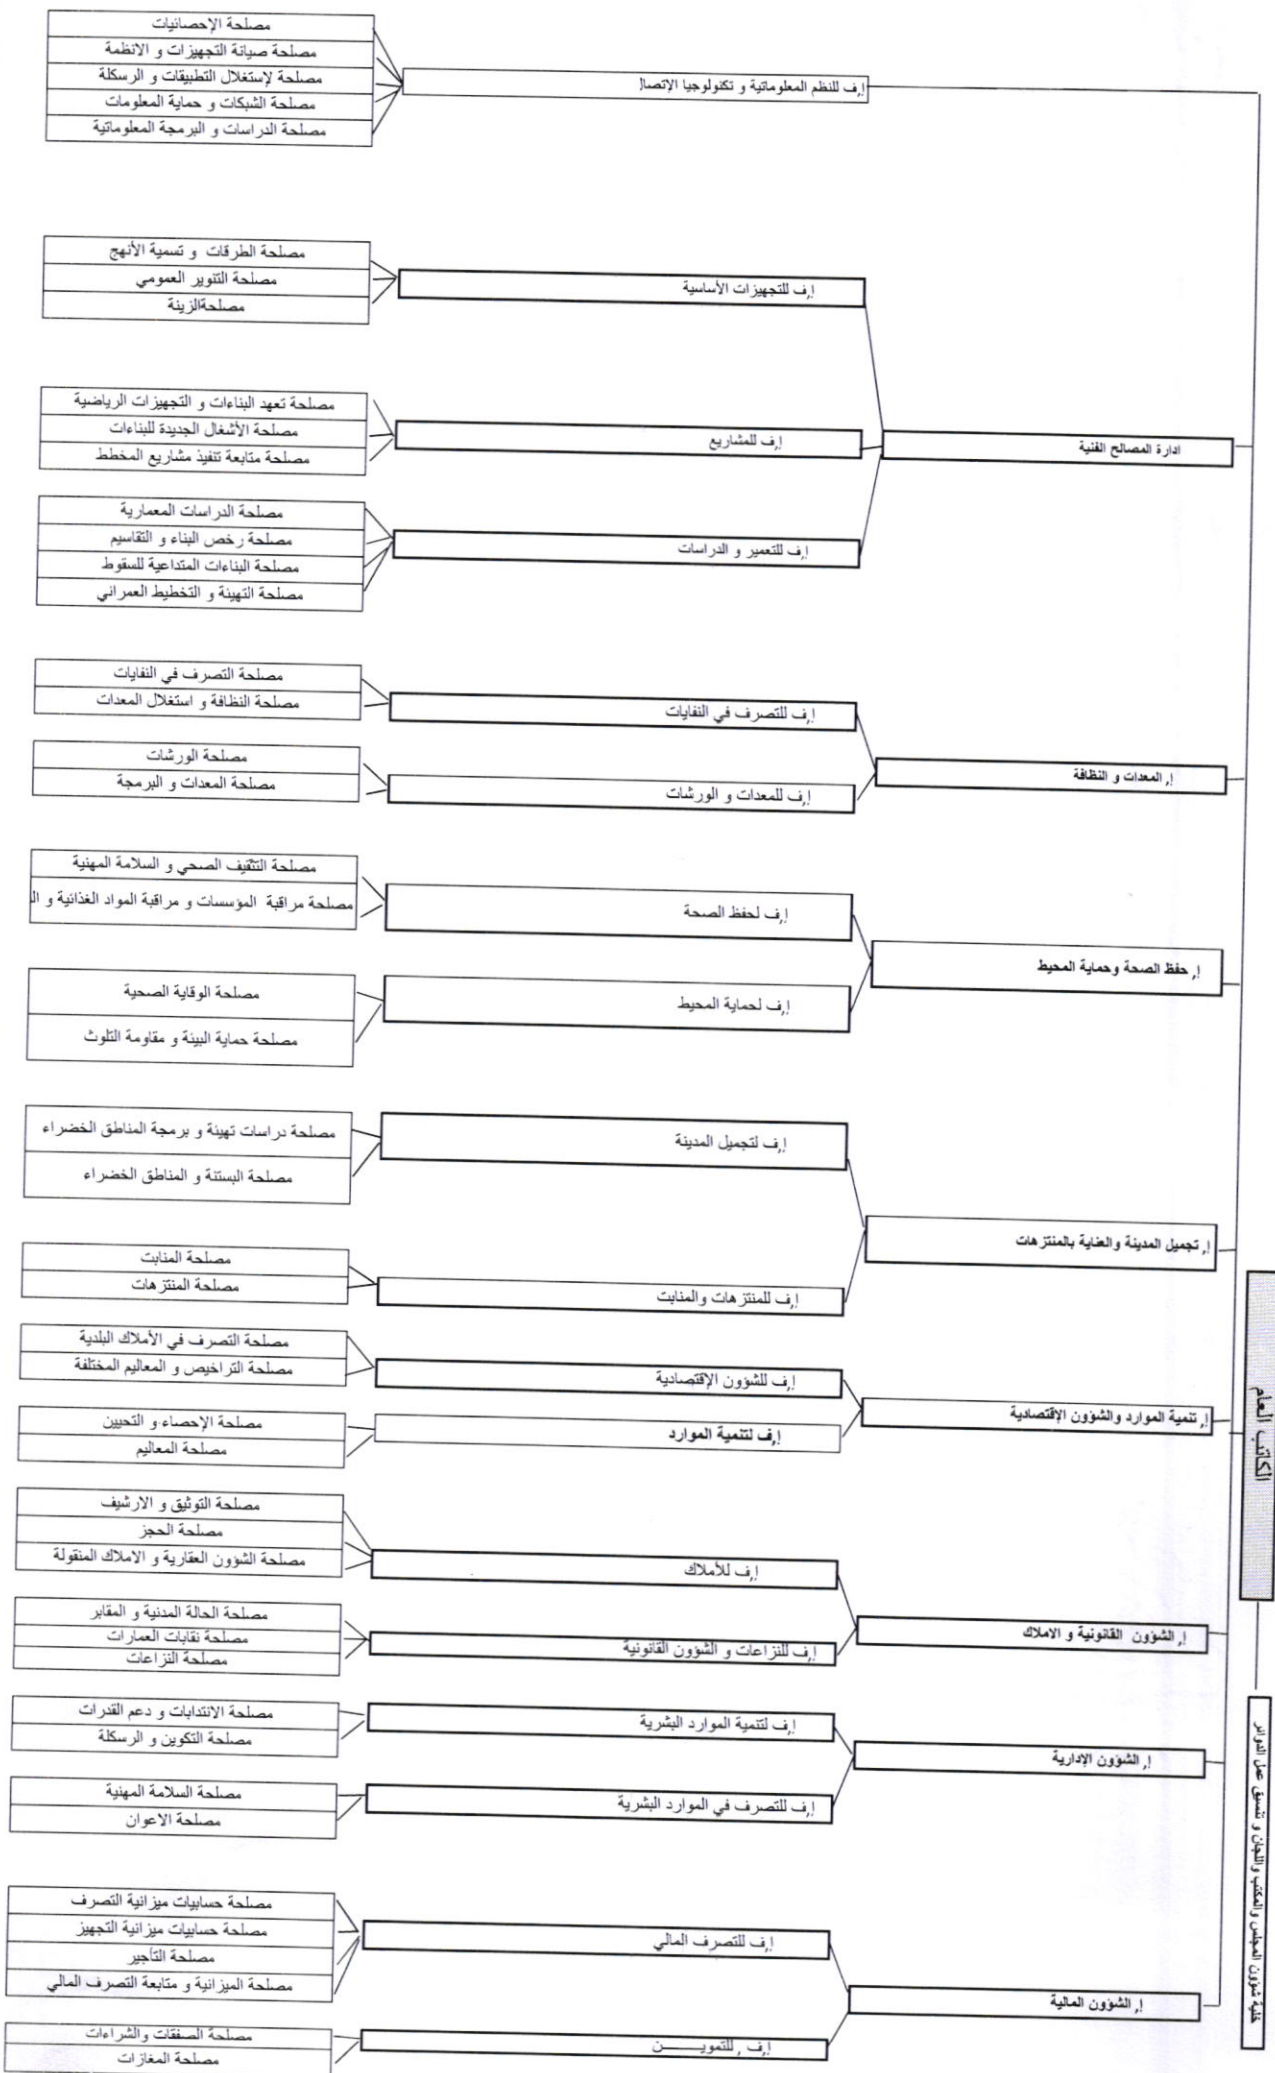 الكاتب العام
خلية شؤون المجلس والمكتب واللجان و تنسيق عمل الدوائر
إ.ف للنظم المعلوماتية و تكنولوجيا الإتصال
مصلحة الإحصائيات
مصلحة صيانة التجهيزات و الانظمة
مصلحة لإستغلال التطبيقات و الرسكلة
مصلحة الشبكات و حماية المعلومات
مصلحة الدراسات و البرمجة المعلوماتية
ادارة المصالح الفنية
إ.ف للتجهيزات الأساسية
مصلحة الطرقات و تسمية الأنهج
مصلحة التنوير العمومي
مصلحةالزينة
إ.ف للمشاريع
مصلحة تعهد البناءات و التجهيزات الرياضية
مصلحة الأشغال الجديدة للبناءات
مصلحة متابعة تنفيذ مشاريع المخطط
إ.ف للتعمير و الدراسات
مصلحة الدراسات المعمارية
مصلحة رخص البناء و التقاسيم
مصلحة البناءات المتداعية للسقوط
مصلحة التهيئة و التخطيط العمراني
إ, المعدات و النظافة
إ.ف للتصرف في النفايات
مصلحة التصرف في النفايات
مصلحة النظافة و استغلال المعدات
إ.ف للمعدات و الورشات
مصلحة الورشات
مصلحة المعدات و البرمجة
إ, حفظ الصحة وحماية المحيط
إ.ف لحفظ الصحة
مصلحة التثقيف الصحي و السلامة المهنية
مصلحة مراقبة المؤسسات و مراقبة المواد الغذائية و ال
إ.ف لحماية المحيط
مصلحة الوقاية الصحية
مصلحة حماية البيئة و مقاومة التلوث
إ, تجميل المدينة والعناية بالمنتزهات
إ.ف لتجميل المدينة
مصلحة دراسات تهيئة و برمجة المناطق الخضراء
مصلحة البستنة و المناطق الخضراء
إ.ف للمنتزهات والمنابت
مصلحة المنابت
مصلحة المنتزهات
إ, تنمية الموارد والشؤون الإقتصادية
إ.ف للشؤون الإقتصادية
مصلحة التصرف في الأملاك البلدية
مصلحة التراخيص و المعاليم المختلفة
إ.ف لتنمية الموارد
مصلحة الإحصاء و التحيين
مصلحة المعاليم
إ, الشؤون القانونية و الاملاك
إ.ف للأملاك
مصلحة التوثيق و الارشيف
مصلحة الحجز
مصلحة الشؤون العقارية و الاملاك المنقولة
إ.ف للنزاعات و الشؤون القانونية
مصلحة الحالة المدنية و المقابر
مصلحة نقابات العمارات
مصلحة النزاعات
إ, الشؤون الإدارية
إ.ف لتنمية الموارد البشرية
مصلحة الانتدابات و دعم القدرات
مصلحة التكوين و الرسكلة
إ.ف للتصرف في الموارد البشرية
مصلحة السلامة المهنية
مصلحة الاعوان
إ, الشؤون المالية
إ.ف للتصرف المالي
مصلحة حسابيات ميزانية التصرف
مصلحة حسابيات ميزانية التجهيز
مصلحة التأجير
مصلحة الميزانية و متابعة التصرف المالي
إ.ف , للتمويــــــن
مصلحة الصفقات والشراءات
مصلحة المغازات